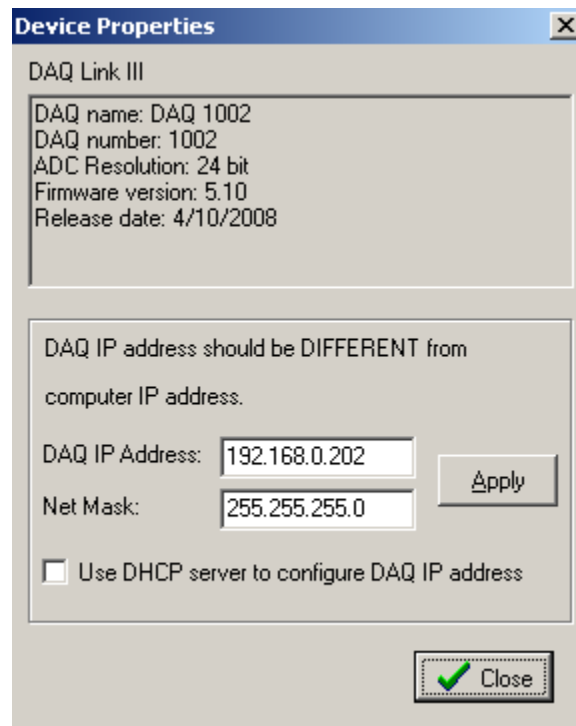 Device Properties
DAQ Link III
DAQ name: DAQ 1002
DAQ number: 1002
ADC Resolution: 24 bit
Firmware version: 5.10
Release date: 4/10/2008
DAQ IP address should be DIFFERENT from
computer IP address.
DAQ IP Address: 192.168.0.202
Apply
Net Mask: 255.255.255.0
Use DHCP server to configure DAQ IP address
Close